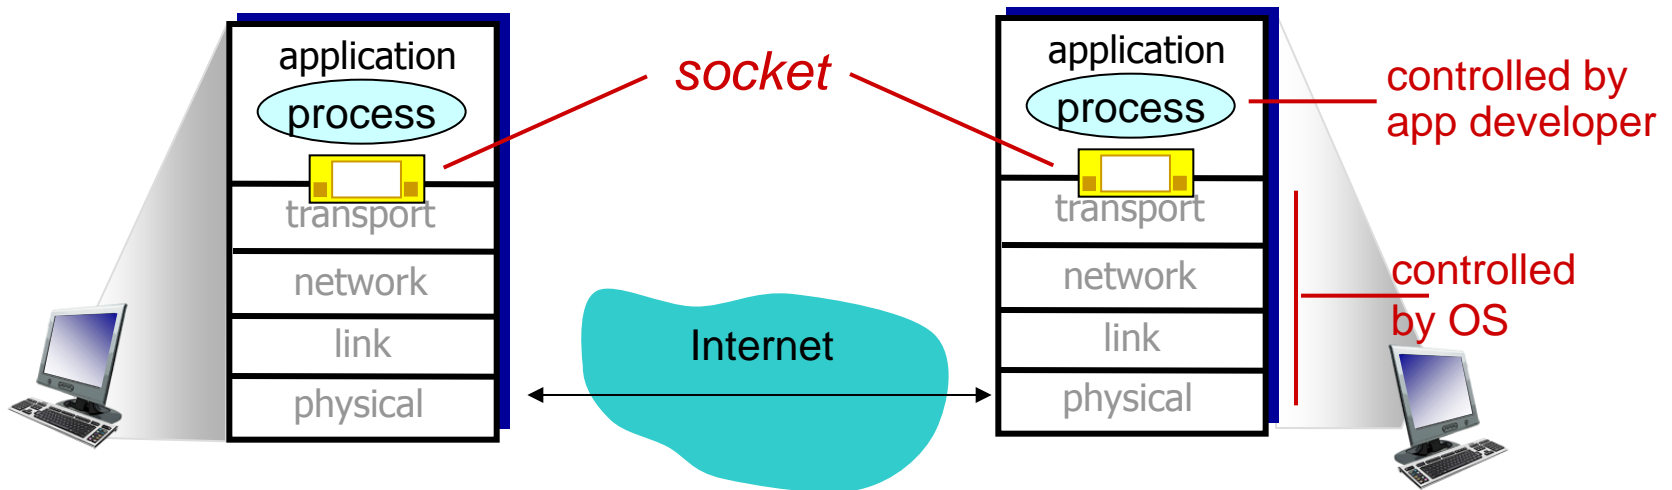 application
process
transport
network
link
physical
socket
Internet
application
process
transport
network
link
physical
controlled by
app developer
controlled
by OS